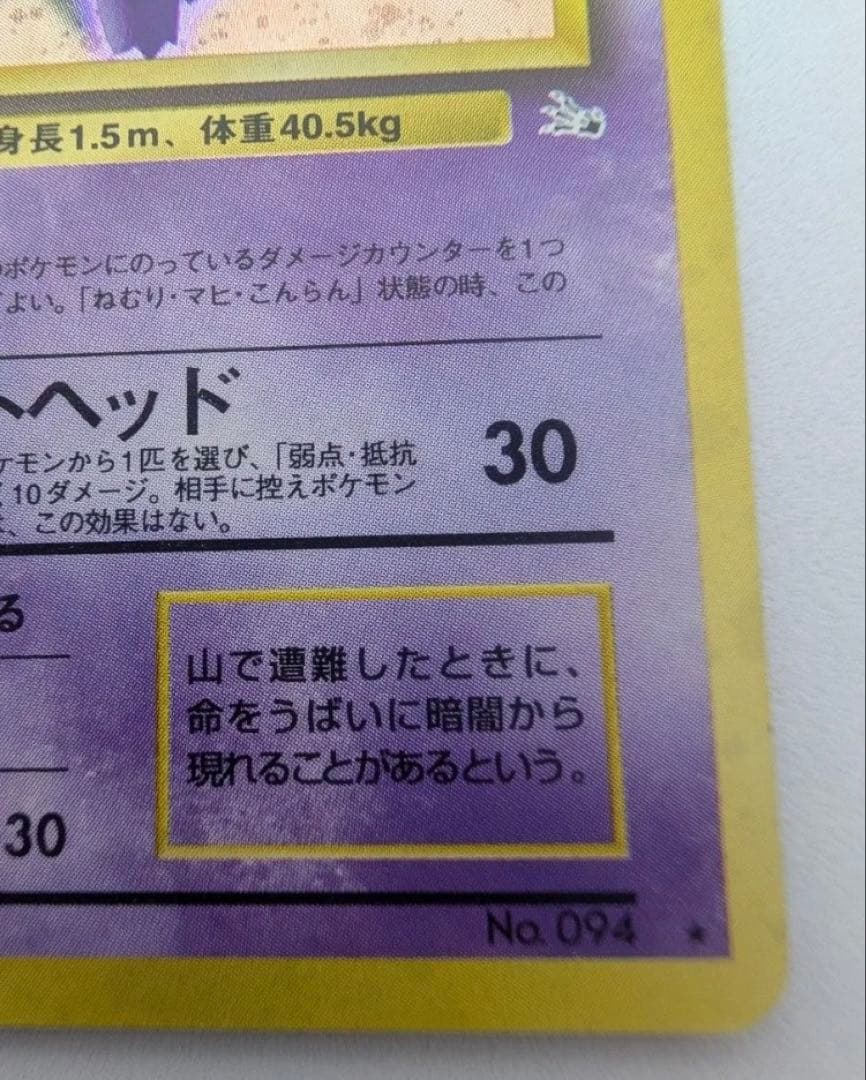 身長1.5m、体重40.5kg
ポケモンにのっているダメージカウンターを1つ
よい。「ねむり・マヒ・こんらん」状態の時、この
ヘッド
30
ケモンから1匹を選び、「弱点・抵抗
10ダメージ。相手に控えポケモン
、この効果はない。
る
山で遭難したときに、
命をうばいに暗闇から
現れることがあるという。
30
No. 094 ★